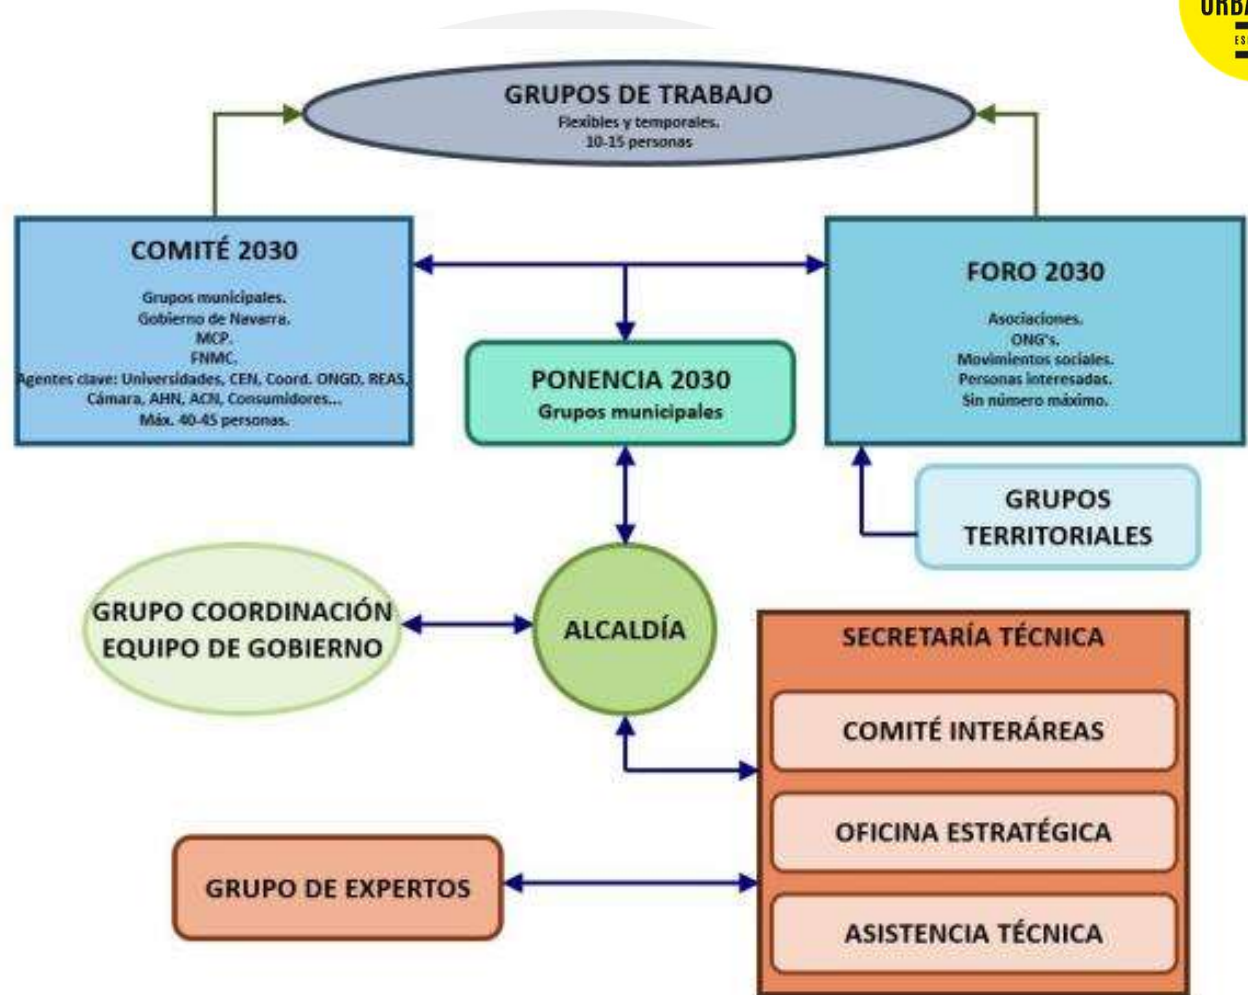 GRUPOS DE TRABAJO
Flexibles y temporales.
10-15 personas
COMITÉ 2030
Grupos municipales.
Gobierno de Navarra.
MCP.
FNMC.
Agentes clave: Universidades, CEN, Coord. ONGD, REAS,
Cámara, AHN, ACN, Consumidores...
Máx. 40-45 personas.
FORO 2030
Asociaciones.
ONG's.
Movimientos sociales.
Personas interesadas.
Sin número máximo.
PONENCIA 2030
Grupos municipales
GRUPOS
TERRITORIALES
GRUPO COORDINACIÓN
EQUIPO DE GOBIERNO
ALCALDÍA
SECRETARÍA TÉCNICA
COMITÉ INTERÁREAS
OFICINA ESTRATÉGICA
ASISTENCIA TÉCNICA
GRUPO DE EXPERTOS